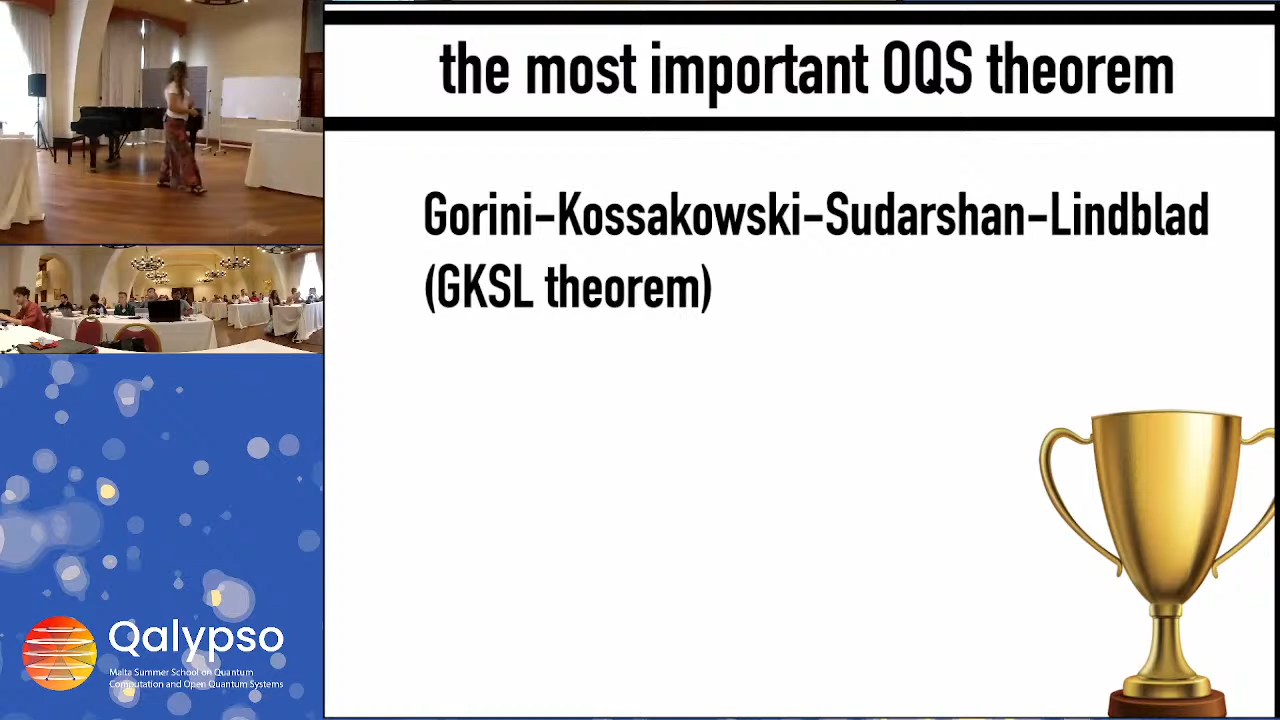 the most important OQS theorem
Gorini-Kossakowski-Sudarshan-Lindblad
(GKSL theorem)
Qalypso
Malta Summer School on Quantum
Computation and Open Quantum Systems